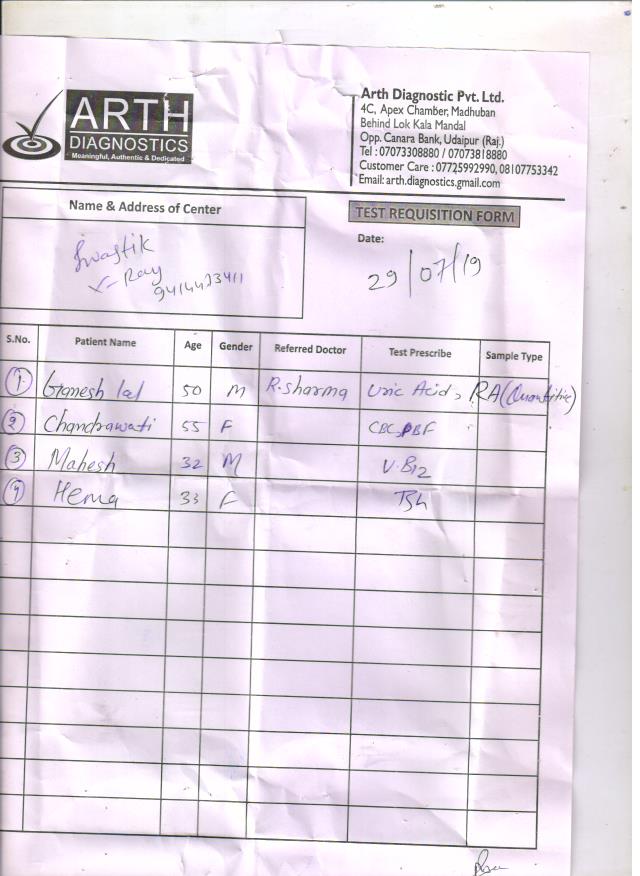 ARTH
DIAGNOSTICS
Meaningful, Authentic & Dedicated
Arth Diagnostic Pvt. Ltd.
4C, Apex Chamber, Madhuban
Behind Lok Kala Mandal
Opp. Canara Bank, Udaipur (Raj.)
Tel : 07073308880 / 07073818880
Customer Care : 07725992990, 08107753342
Email: arth.diagnostics.gmail.com
Name & Address of Center
Swastik
X-Ray
9414473411
TEST REQUISITION FORM
Date:
29/07/19
S.No. Patient Name Age Gender Referred Doctor Test Prescribe Sample Type
1. Ganesh lal 50 M R.sharma Uric Acid, RA (Quantitive)
2 Chandrawati 55 F CBC, PBF
3 Mahesh 32 M V.B12
4 Hema 33 F TSh